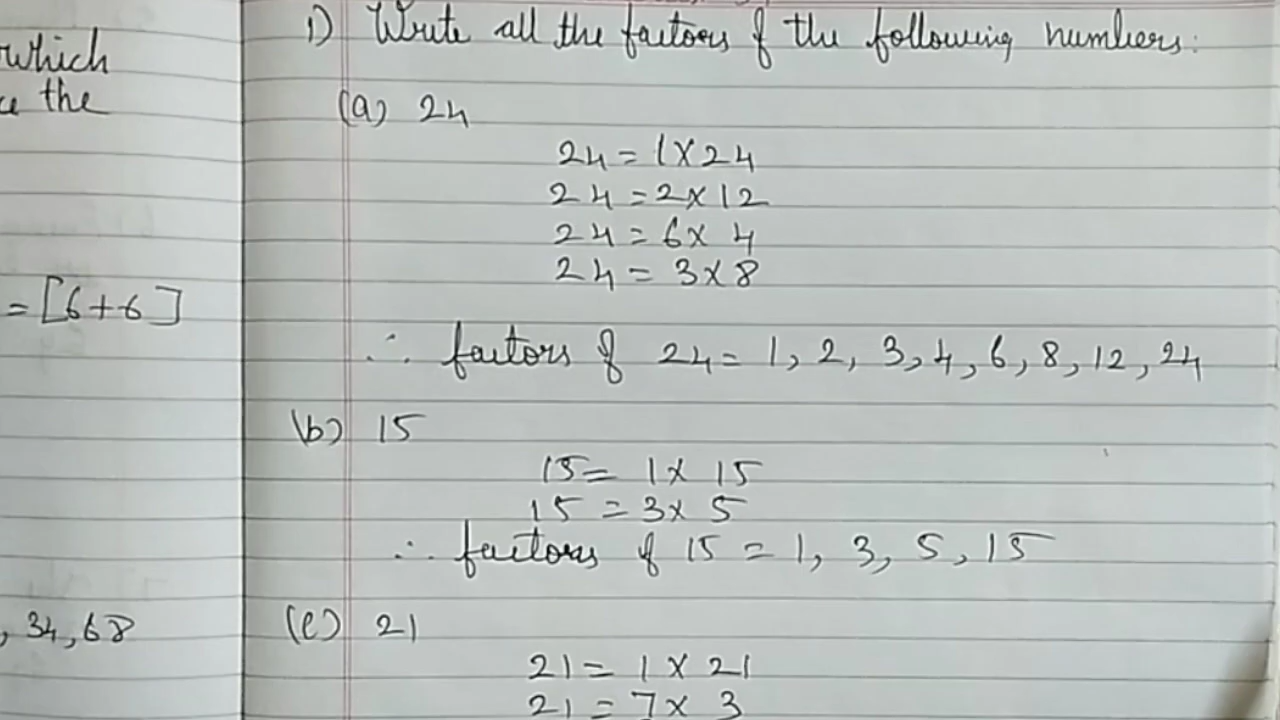 which
the
= [6+6]
, 34, 68
1) Write all the factors of the following numbers:
(a) 24
24 = 1 X 24
24 = 2 x 12
24 = 6 x 4
24 = 3 x 8
∴ factors of 24 = 1, 2, 3, 4, 6, 8, 12, 24
(b) 15
15 = 1 x 15
15 = 3 x 5
∴ factors of 15 = 1, 3, 5, 15
(e) 21
21 = 1 X 21
21 = 7 x 3